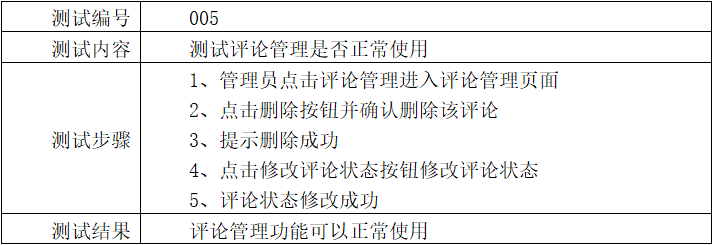 测试编号 005
测试内容 测试评论管理是否正常使用
1、管理员点击评论管理进入评论管理页面
2、点击删除按钮并确认删除该评论
测试步骤 3、提示删除成功
4、点击修改评论状态按钮修改评论状态
5、评论状态修改成功
测试结果 评论管理功能可以正常使用